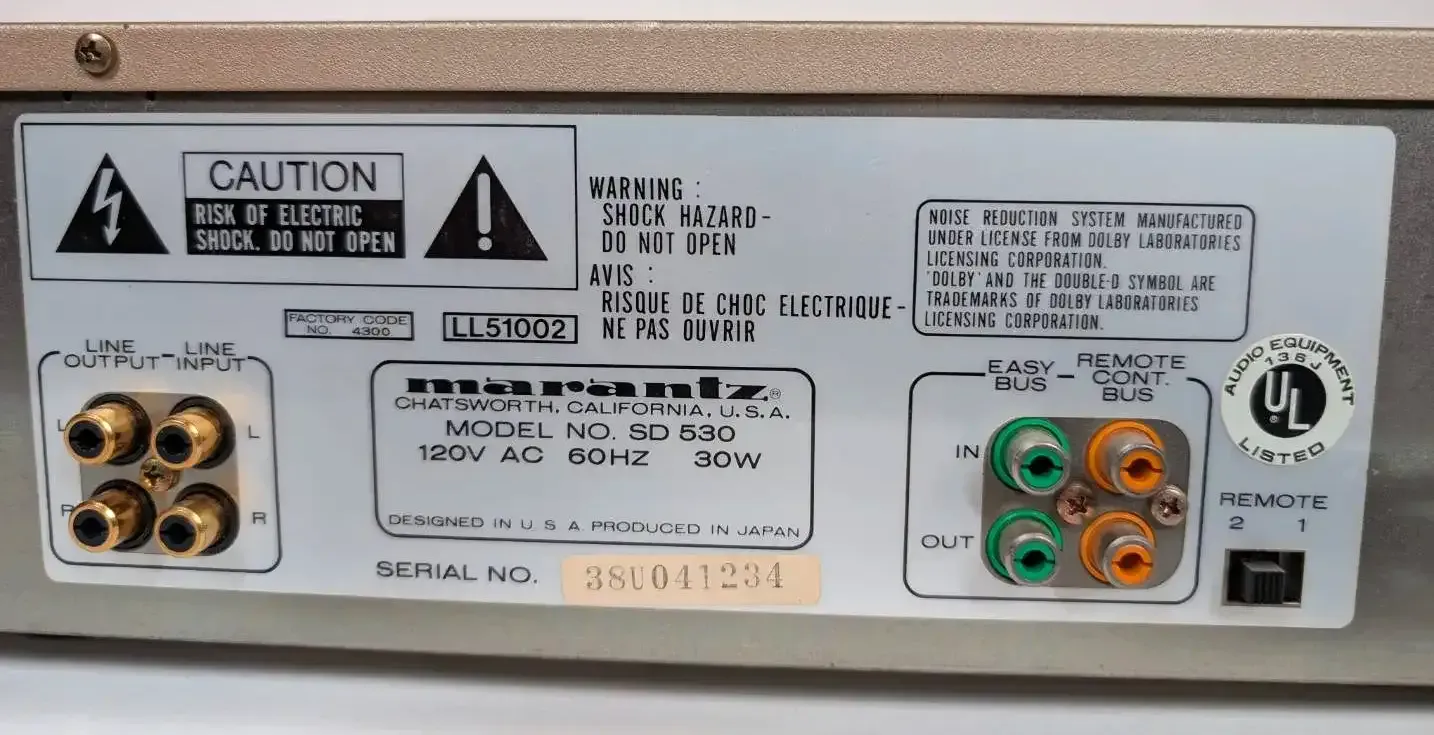 CAUTION
RISK OF ELECTRIC
SHOCK. DO NOT OPEN
WARNING :
SHOCK HAZARD-
DO NOT OPEN
AVIS :
RISQUE DE CHOC ELECTRIQUE-
NE PAS OUVRIR
NOISE REDUCTION SYSTEM MANUFACTURED
UNDER LICENSE FROM DOLBY LABORATORIES
LICENSING CORPORATION.
'DOLBY' AND THE DOUBLE-D SYMBOL ARE
TRADEMARKS OF DOLBY LABORATORIES
LICENSING CORPORATION.
FACTORY CODE
NO. 4300
LL51002
LINE OUTPUT - LINE INPUT
L L
R R
marantz®
CHATSWORTH, CALIFORNIA, U.S.A.
MODEL NO. SD 530
120V AC 60HZ 30W
DESIGNED IN U S A. PRODUCED IN JAPAN
SERIAL NO. 38U041234
EASY BUS - REMOTE CONT. BUS
IN
OUT
AUDIO EQUIPMENT
136J
UL®
LISTED
REMOTE
2 1